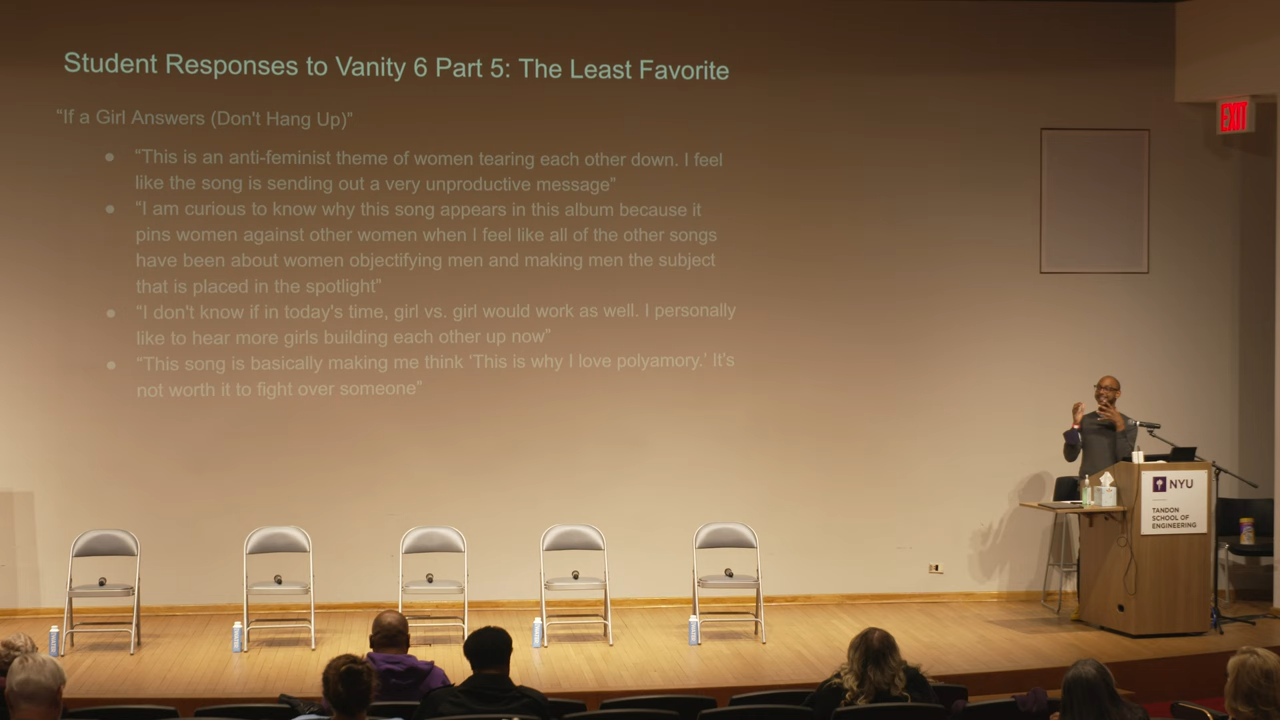 Student Responses to Vanity 6 Part 5: The Least Favorite
“If a Girl Answers (Don't Hang Up)”
● “This is an anti-feminist theme of women tearing each other down. I feel
like the song is sending out a very unproductive message”
● “I am curious to know why this song appears in this album because it
pins women against other women when I feel like all of the other songs
have been about women objectifying men and making men the subject
that is placed in the spotlight”
● “I don't know if in today's time, girl vs. girl would work as well. I personally
like to hear more girls building each other up now”
● “This song is basically making me think 'This is why I love polyamory.' It's
not worth it to fight over someone”
EXIT
NYU
TANDON
SCHOOL OF
ENGINEERING